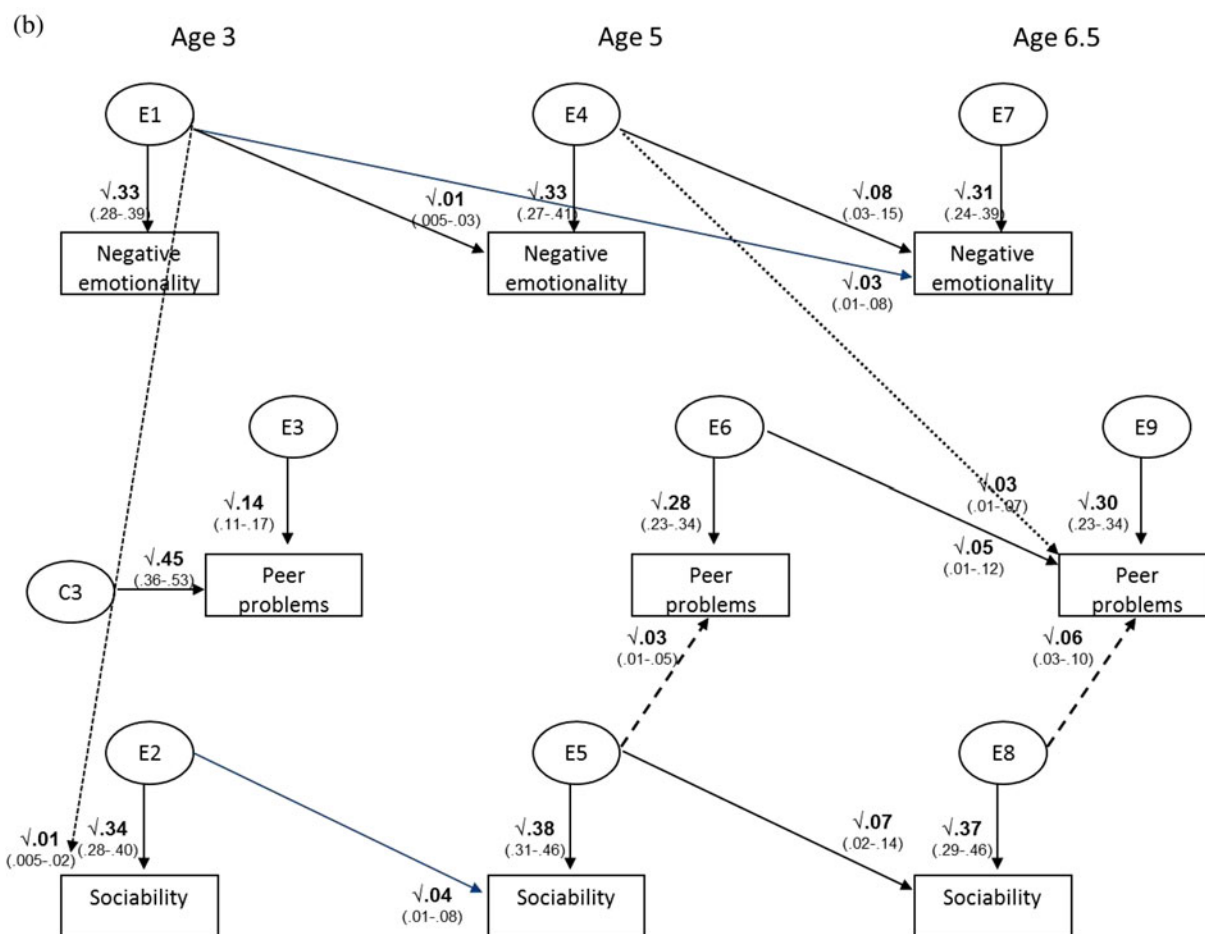 (b)
Age 3
Age 5
Age 6.5
E1
E4
E7
√.33
(.28-.39)
√.01
(.005-.03)
√.33
(.27-.41)
√.08
(.03-.15)
√.31
(.24-.39)
Negative
emotionality
Negative
emotionality
Negative
emotionality
√.03
(.01-.08)
E3
E6
E9
√.14
(.11-.17)
√.28
(.23-.34)
√.03
(.01-.07)
√.30
(.23-.34)
C3
√.45
(.36-.53)
Peer
problems
Peer
problems
√.05
(.01-.12)
Peer
problems
√.03
(.01-.05)
√.06
(.03-.10)
E2
E5
E8
√.01
(.005-.02)
√.34
(.28-.40)
√.38
(.31-.46)
√.07
(.02-.14)
√.37
(.29-.46)
Sociability
√.04
(.01-.08)
Sociability
Sociability